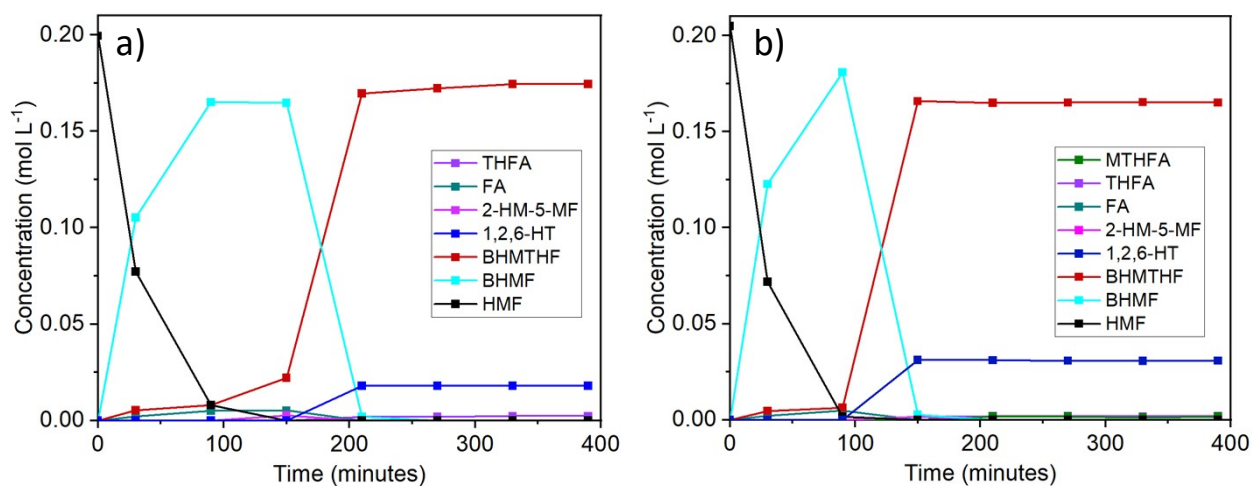 a)
0.20
0.15
0.10
0.05
0.00
Concentration (mol L⁻¹)
0
100
200
300
400
Time (minutes)
THFA
FA
2-HM-5-MF
1,2,6-HT
BHMTHF
BHMF
HMF
b)
0.20
0.15
0.10
0.05
0.00
Concentration (mol L⁻¹)
0
100
200
300
400
Time (minutes)
MTHFA
THFA
FA
2-HM-5-MF
1,2,6-HT
BHMTHF
BHMF
HMF